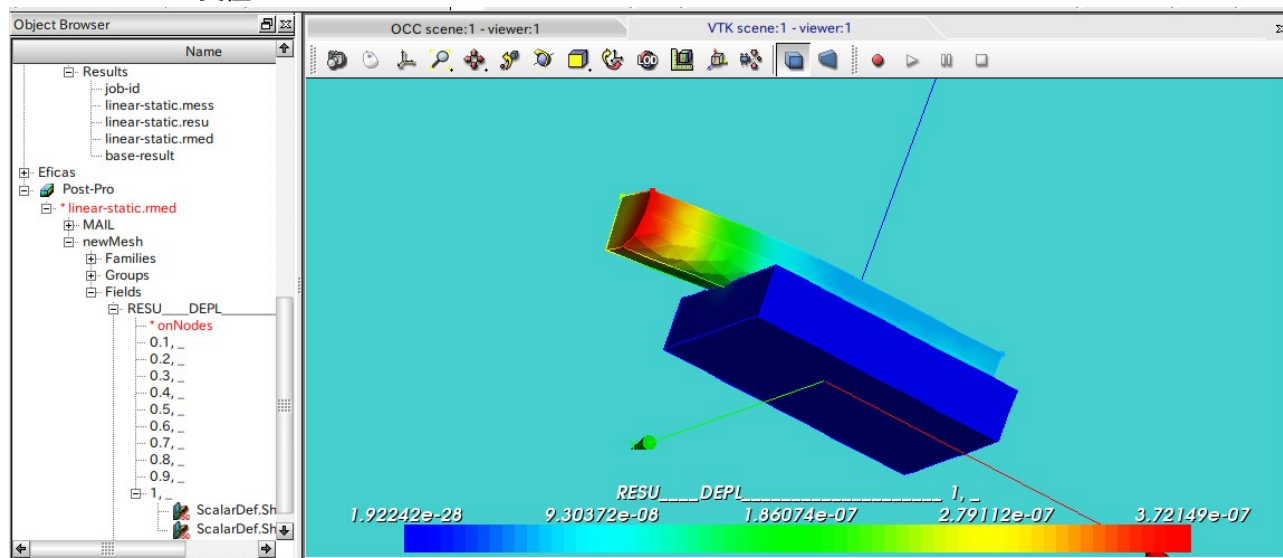 Object Browser
Name
Results
job-id
linear-static.mess
linear-static.resu
linear-static.rmed
base-result
Eficas
Post-Pro
* linear-static.rmed
MAIL
newMesh
Families
Groups
Fields
RESU____DEPL________
* onNodes
0.1, _
0.2, _
0.3, _
0.4, _
0.5, _
0.6, _
0.7, _
0.8, _
0.9, _
1, _
ScalarDef.Sh
ScalarDef.Sh
OCC scene:1 - viewer:1
VTK scene:1 - viewer:1
LOD
RESU____DEPL____________________ 1, _
1.92242e-28 9.30372e-08 1.86074e-07 2.79112e-07 3.72149e-07